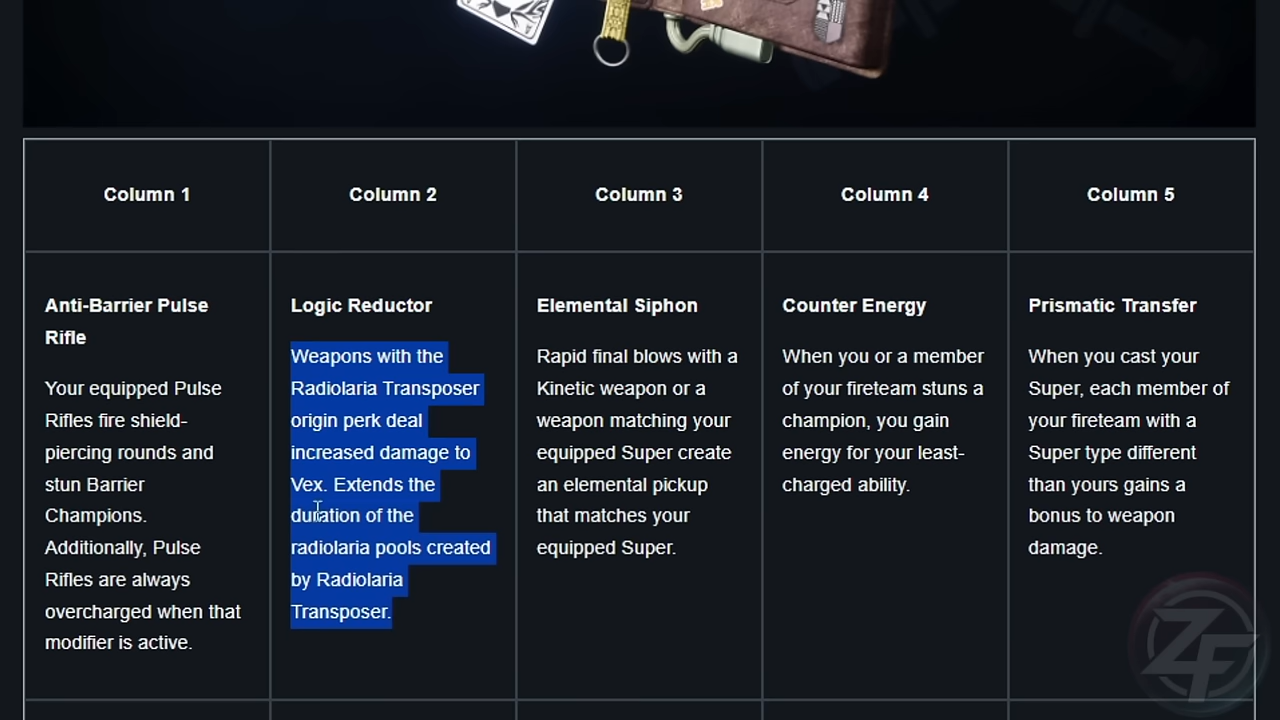 Column 1
Column 2
Column 3
Column 4
Column 5
Anti-Barrier Pulse
Rifle
Your equipped Pulse
Rifles fire shield-
piercing rounds and
stun Barrier
Champions.
Additionally, Pulse
Rifles are always
overcharged when that
modifier is active.
Logic Reductor
Weapons with the
Radiolaria Transposer
origin perk deal
increased damage to
Vex. Extends the
duration of the
radiolaria pools created
by Radiolaria
Transposer.
Elemental Siphon
Rapid final blows with a
Kinetic weapon or a
weapon matching your
equipped Super create
an elemental pickup
that matches your
equipped Super.
Counter Energy
When you or a member
of your fireteam stuns a
champion, you gain
energy for your least-
charged ability.
Prismatic Transfer
When you cast your
Super, each member of
your fireteam with a
Super type different
than yours gains a
bonus to weapon
damage.
ZF